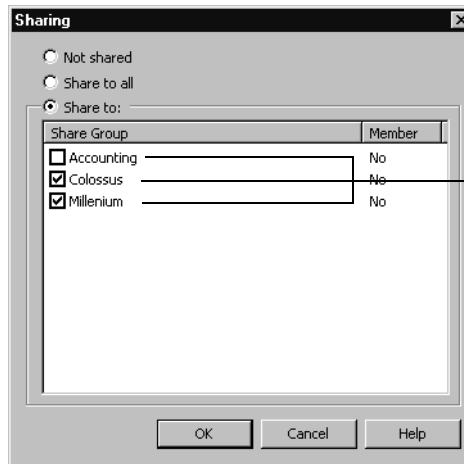 Sharing
Not shared
Share to all
Share to:
Share Group Member
Accounting No
Colossus No
Millenium No
OK Cancel Help